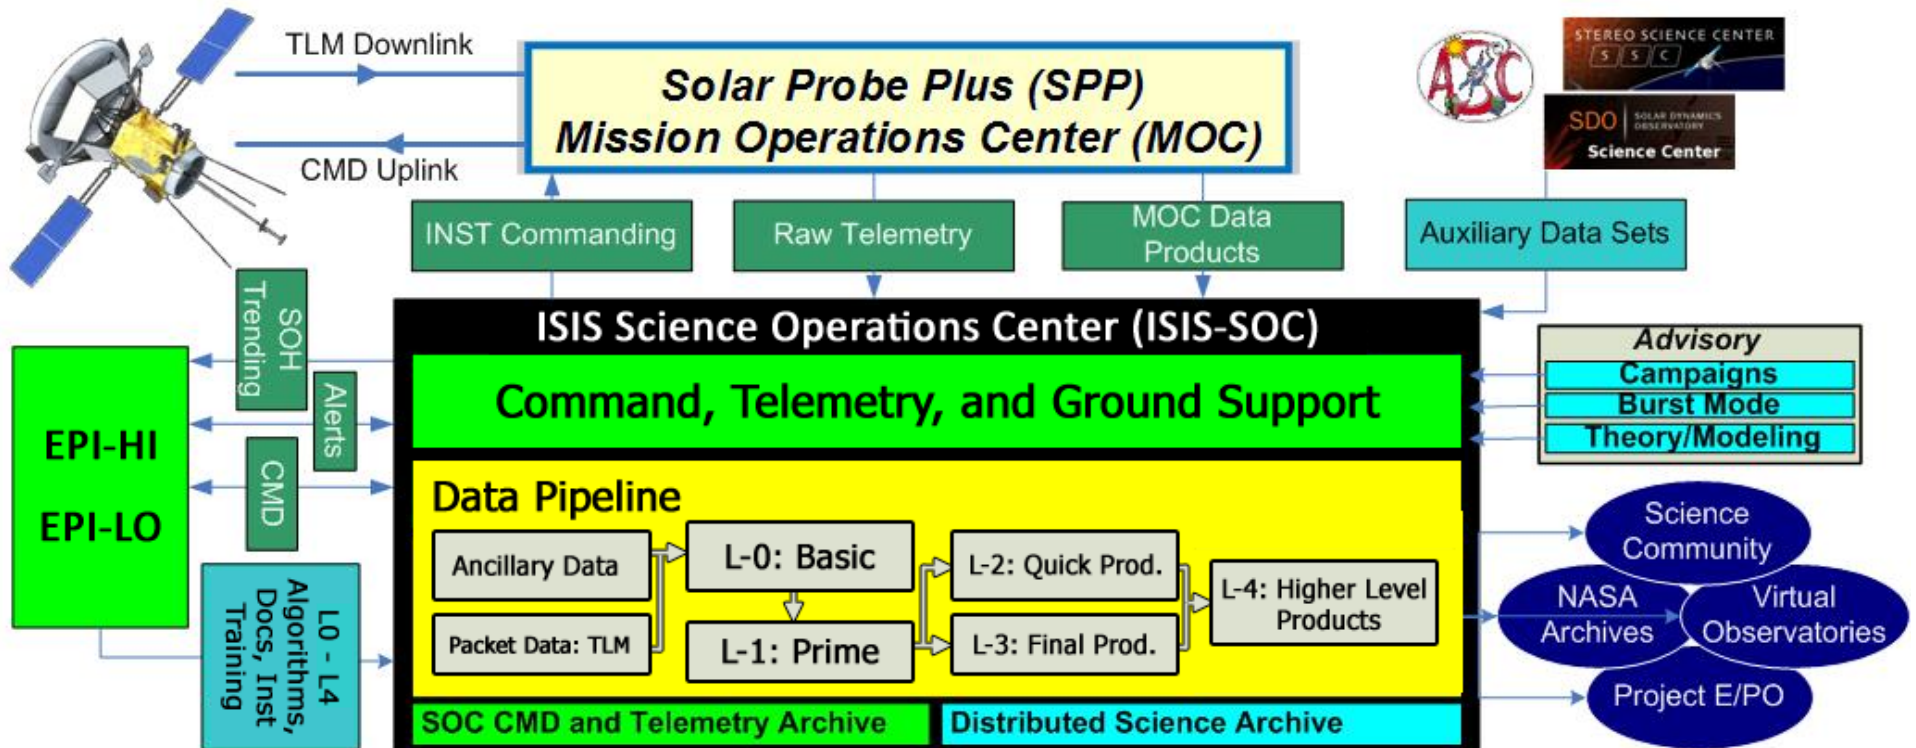 TLM Downlink
CMD Uplink
Solar Probe Plus (SPP)
Mission Operations Center (MOC)
ASC
STEREO SCIENCE CENTER
S S C
SDO SOLAR DYNAMICS
OBSERVATORY
Science Center
INST Commanding
Raw Telemetry
MOC Data
Products
Auxiliary Data Sets
SOH
Trending
Alerts
CMD
EPI-HI
EPI-LO
L0 - L4
Algorithms,
Docs, Inst
Training
ISIS Science Operations Center (ISIS-SOC)
Command, Telemetry, and Ground Support
Data Pipeline
Ancillary Data
Packet Data: TLM
L-0: Basic
L-1: Prime
L-2: Quick Prod.
L-3: Final Prod.
L-4: Higher Level
Products
SOC CMD and Telemetry Archive
Distributed Science Archive
Advisory
Campaigns
Burst Mode
Theory/Modeling
Science
Community
NASA
Archives
Virtual
Observatories
Project E/PO